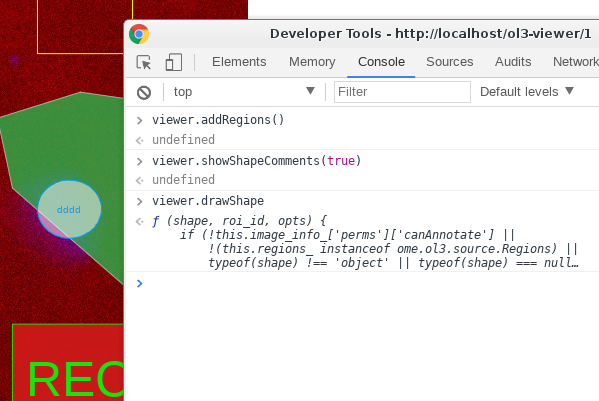 Developer Tools - http://localhost/ol3-viewer/1
Elements Memory Console Sources Audits Network
top Filter Default levels
viewer.addRegions()
undefined
viewer.showShapeComments(true)
undefined
viewer.drawShape
ƒ (shape, roi_id, opts) {
if (!this.image_info_['perms']['canAnnotate'] ||
!(this.regions_ instanceof ome.ol3.source.Regions) ||
typeof(shape) !== 'object' || typeof(shape) === null…
dddd
REC